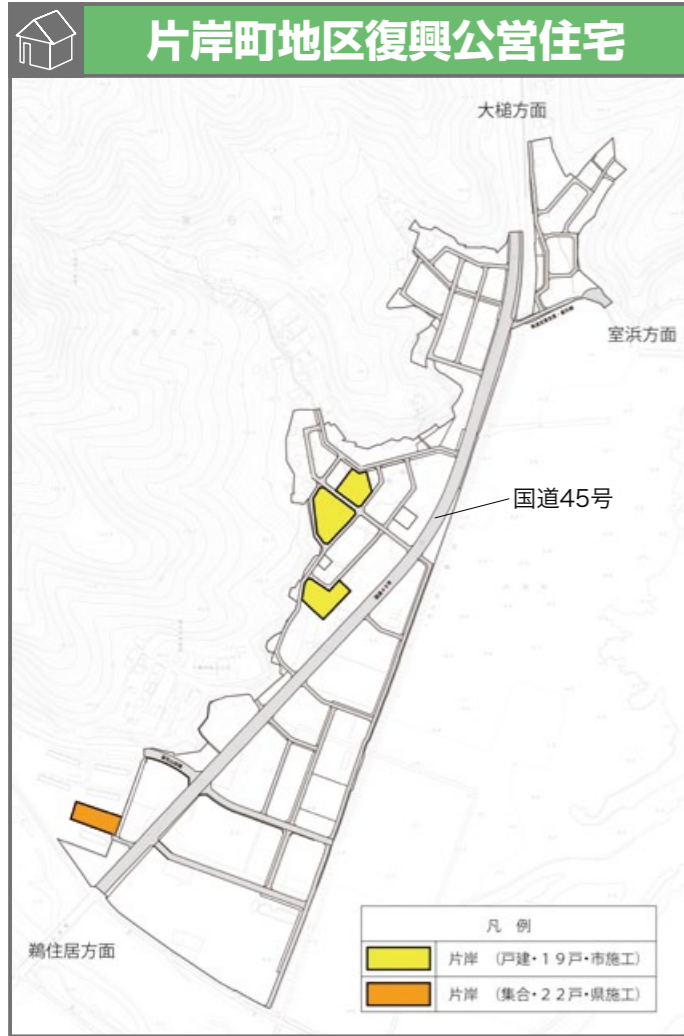 片岸町地区復興公営住宅
大槌方面
室浜方面
国道45号
鵜住居方面
凡 例
片岸 (戸建・19戸・市施工)
片岸 (集合・22戸・県施工)